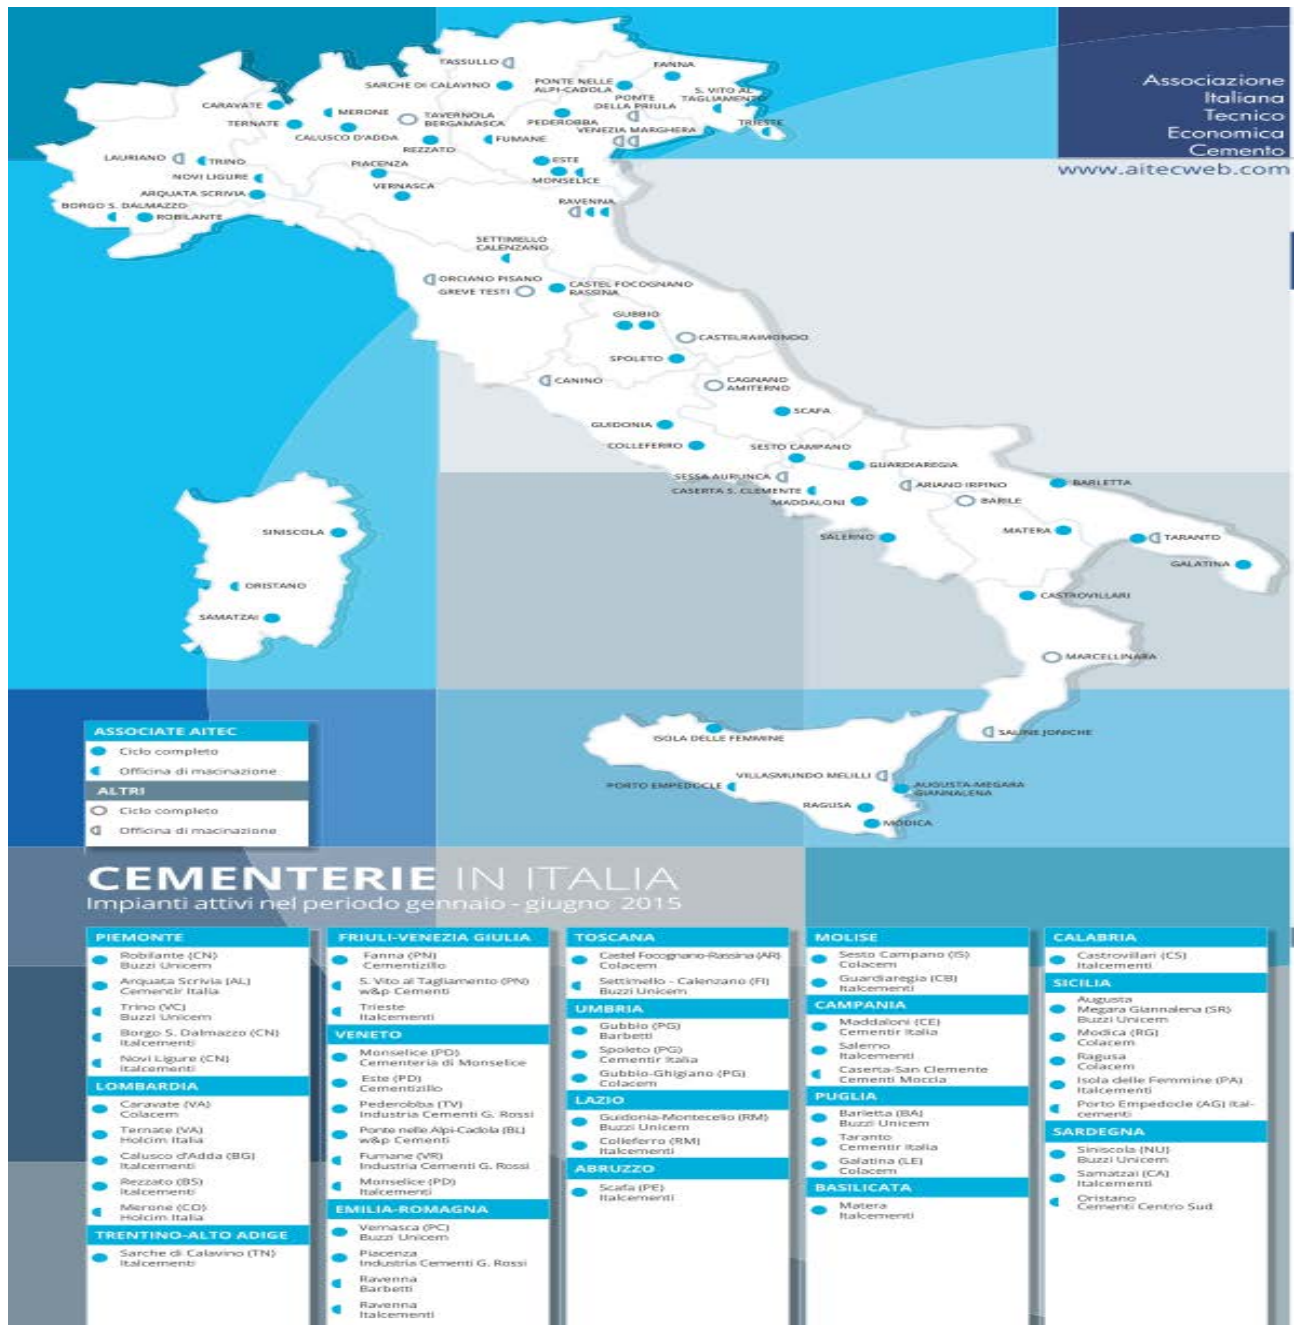 Associazione
Italiana
Tecnico
Economica
Cemento
www.aitecweb.com
TASSULLO
FANNA
SARCHE DI CALAVINO
PONTE NELLE
ALPI-CADOLA
S. VITO AL
TAGLIAMENTO
PONTE
DELLA PRIULA
CARAVATE
MERONE
TERNATE
TAVERNOLA
BERGAMASCA
PEDEROBBA
TRIESTE
VENEZIA MARGHERA
CALUSCO D'ADDA
FUMANE
REZZATO
LAURIANO
TRINO
PIACENZA
ESTE
NOVI LIGURE
VERNASCA
MONSELICE
ARQUATA SCRIVIA
BORGO S. DALMAZZO
ROBILANTE
RAVENNA
SETTIMELLO
CALENZANO
ORCIANO PISANO
GREVE TESTI
CASTEL FOCOGNANO
RASSINA
GUBBIO
CASTELRAIMONDO
SPOLETO
CANINO
CAGNANO
AMITERNO
SCAFA
GUIDONIA
COLLEFERRO
SESTO CAMPANO
GUARDIAREGIA
SESSA AURUNCA
ARIANO IRPINO
BARLETTA
CASERTA S. CLEMENTE
MADDALONI
BARILE
SINISCOLA
SALERNO
MATERA
TARANTO
GALATINA
ORISTANO
CASTROVILLARI
SAMATZAI
MARCELLINARA
SALINE JONICHE
ISOLA DELLE FEMMINE
VILLASMUNDO MELILLI
PORTO EMPEDOCLE
AUGUSTA-MEGARA
GIANNALENA
RAGUSA
MODICA
ASSOCIATE AITEC
Ciclo completo
Officina di macinazione
ALTRI
Ciclo completo
Officina di macinazione
CEMENTERIE IN ITALIA
Impianti attivi nel periodo gennaio - giugno 2015
PIEMONTE
Robilante (CN)
Buzzi Unicem
Arquata Scrivia (AL)
Cementir Italia
Trino (VC)
Buzzi Unicem
Borgo S. Dalmazzo (CN)
Italcementi
Novi Ligure (CN)
Italcementi
LOMBARDIA
Caravate (VA)
Colacem
Ternate (VA)
Holcim Italia
Calusco d'Adda (BG)
Italcementi
Rezzato (BS)
Italcementi
Merone (CO)
Holcim Italia
TRENTINO-ALTO ADIGE
Sarche di Calavino (TN)
Italcementi
FRIULI-VENEZIA GIULIA
Fanna (PN)
Cementizillo
S. Vito al Tagliamento (PN)
w&p Cementi
Trieste
Italcementi
VENETO
Monselice (PD)
Cementeria di Monselice
Este (PD)
Cementizillo
Pederobba (TV)
Industria Cementi G. Rossi
Ponte nelle Alpi-Cadola (BL)
w&p Cementi
Fumane (VR)
Industria Cementi G. Rossi
Monselice (PD)
Italcementi
EMILIA-ROMAGNA
Vernasca (PC)
Buzzi Unicem
Piacenza
Industria Cementi G. Rossi
Ravenna
Barbetti
Ravenna
Italcementi
TOSCANA
Castel Focognano-Rassina (AR)
Colacem
Settimello - Calenzano (FI)
Buzzi Unicem
UMBRIA
Gubbio (PG)
Barbetti
Spoleto (PG)
Cementir Italia
Gubbio-Ghigiano (PG)
Colacem
LAZIO
Guidonia-Montecelio (RM)
Buzzi Unicem
Colleferro (RM)
Italcementi
ABRUZZO
Scafa (PE)
Italcementi
MOLISE
Sesto Campano (IS)
Colacem
Guardiaregia (CB)
Italcementi
CAMPANIA
Maddaloni (CE)
Cementir Italia
Salerno
Italcementi
Caserta-San Clemente
Cementi Moccia
PUGLIA
Barletta (BA)
Buzzi Unicem
Taranto
Cementir Italia
Galatina (LE)
Colacem
BASILICATA
Matera
Italcementi
CALABRIA
Castrovillari (CS)
Italcementi
SICILIA
Augusta
Megara Giannalena (SR)
Buzzi Unicem
Modica (RG)
Colacem
Ragusa
Colacem
Isola delle Femmine (PA)
Italcementi
Porto Empedocle (AG) Ital-
cementi
SARDEGNA
Siniscola (NU)
Buzzi Unicem
Samatzai (CA)
Italcementi
Oristano
Cementi Centro Sud